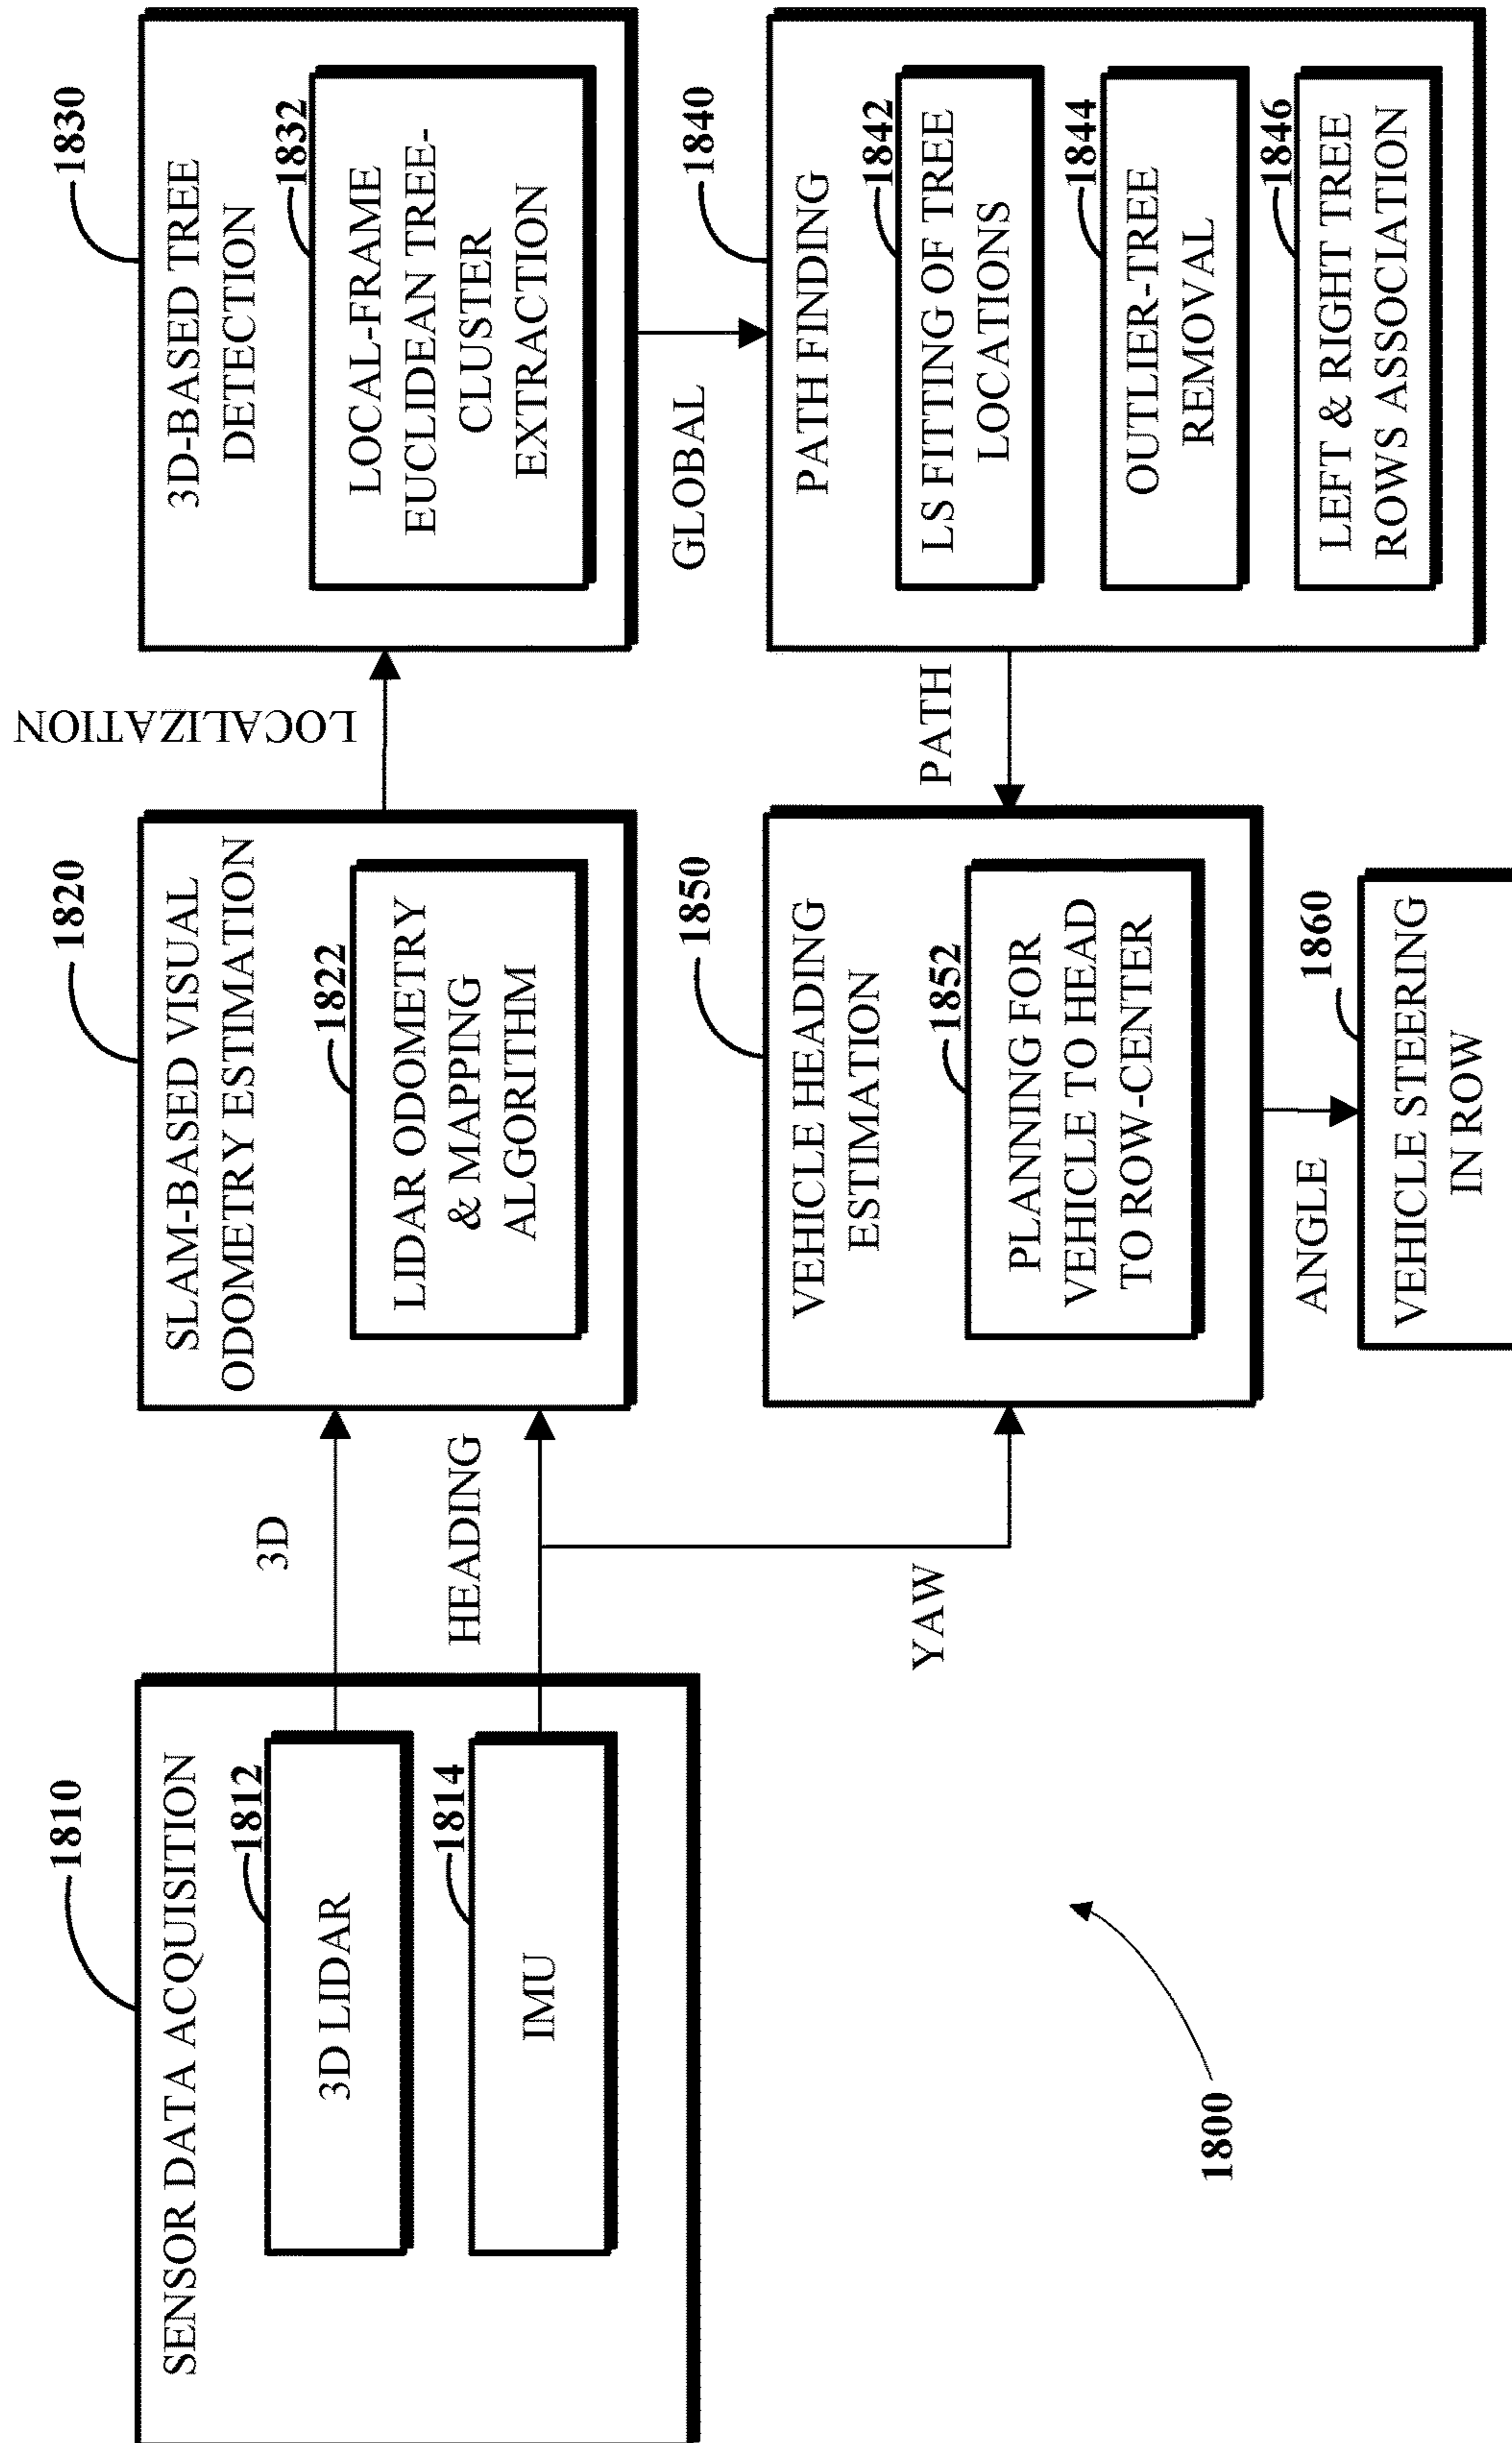 1810
SENSOR DATA ACQUISITION
1812
3D LIDAR
1814
IMU
3D
HEADING
YAW
1820
SLAM-BASED VISUAL
ODOMETRY ESTIMATION
1822
LIDAR ODOMETRY
& MAPPING
ALGORITHM
LOCALIZATION
1830
3D-BASED TREE
DETECTION
1832
LOCAL-FRAME
EUCLIDEAN TREE-
CLUSTER
EXTRACTION
GLOBAL
1840
PATH FINDING
1842
LS FITTING OF TREE
LOCATIONS
1844
OUTLIER-TREE
REMOVAL
1846
LEFT & RIGHT TREE
ROWS ASSOCIATION
PATH
1850
VEHICLE HEADING
ESTIMATION
1852
PLANNING FOR
VEHICLE TO HEAD
TO ROW-CENTER
ANGLE
1860
VEHICLE STEERING
IN ROW
1800